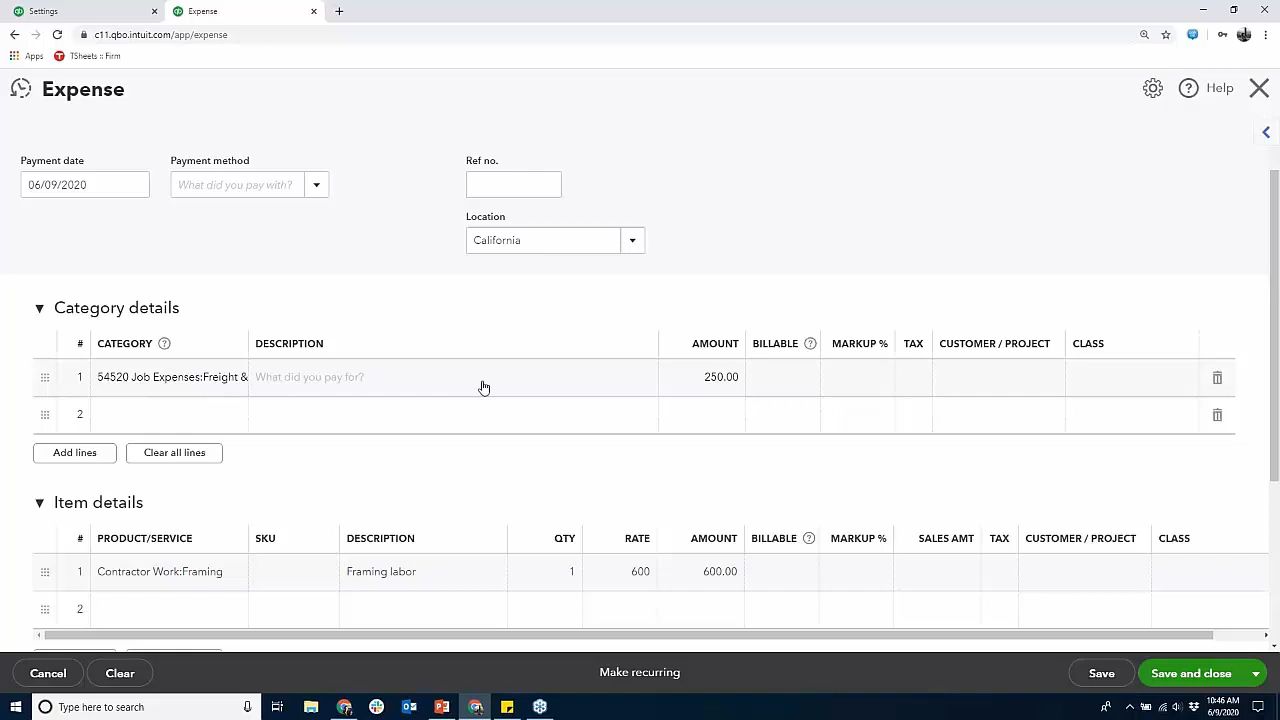 Settings
Expense
c11.qbo.intuit.com/app/expense
Apps
TSheets :: Firm
Expense
Help
Payment date
Payment method
Ref no.
06/09/2020
What did you pay with?
Location
California
Category details
# CATEGORY DESCRIPTION AMOUNT BILLABLE MARKUP % TAX CUSTOMER / PROJECT CLASS
1 54520 Job Expenses:Freight & What did you pay for? 250.00
2
Add lines
Clear all lines
Item details
# PRODUCT/SERVICE SKU DESCRIPTION QTY RATE AMOUNT BILLABLE MARKUP % SALES AMT TAX CUSTOMER / PROJECT CLASS
1 Contractor Work:Framing Framing labor 1 600 600.00
2
Cancel
Clear
Make recurring
Save
Save and close
Type here to search
10:46 AM
6/9/2020